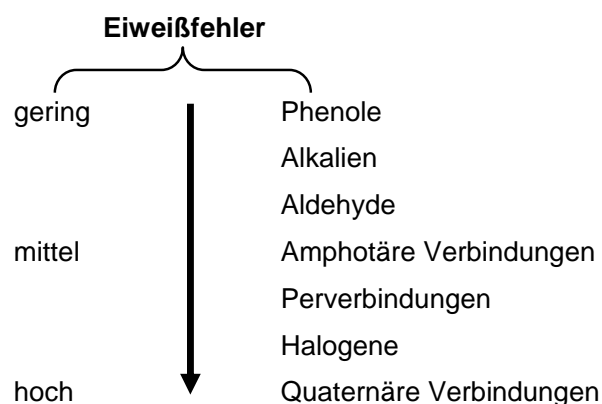 Eiweißfehler
gering Phenole
Alkalien
Aldehyde
mittel Amphotäre Verbindungen
Perverbindungen
Halogene
hoch Quaternäre Verbindungen